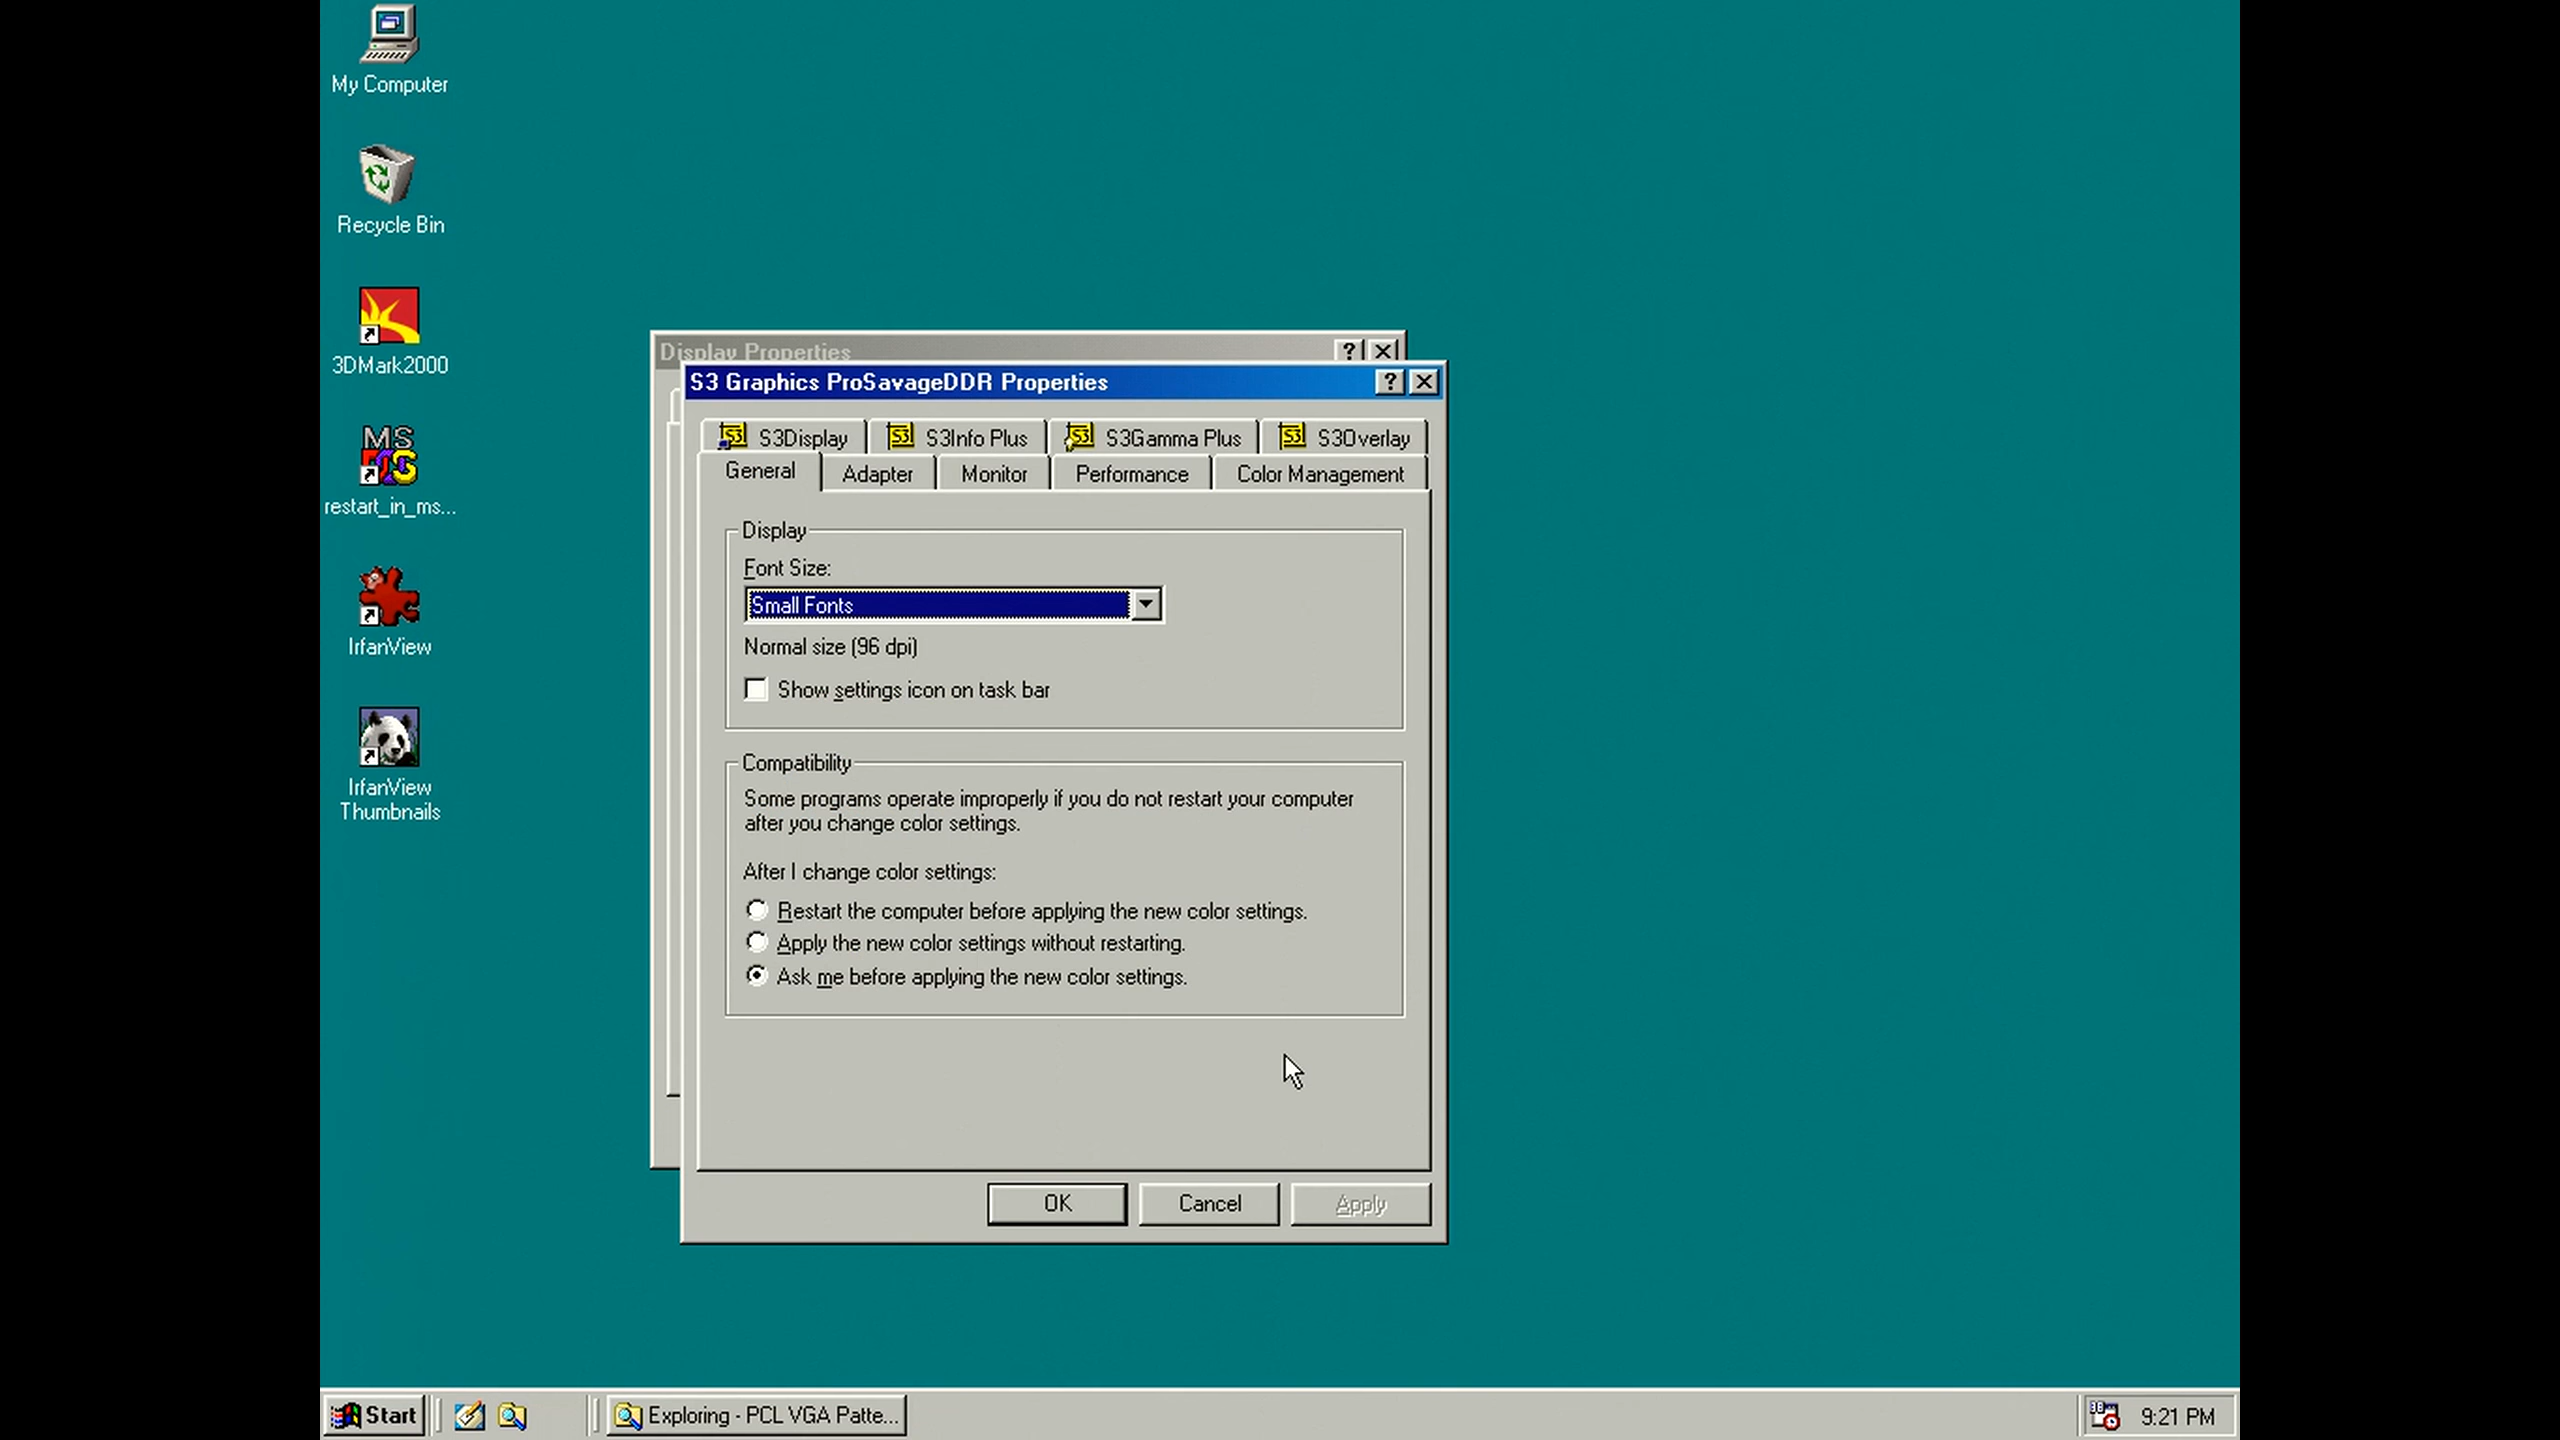 My Computer
Recycle Bin
3DMark2000
MS
restart_in_ms...
IrfanView
IrfanView
Thumbnails
Display Properties
S3 Graphics ProSavageDDR Properties
S3Display
S3Info Plus
S3Gamma Plus
S3Overlay
General
Adapter
Monitor
Performance
Color Management
Display
Font Size:
Small Fonts
Normal size (96 dpi)
Show settings icon on task bar
Compatibility
Some programs operate improperly if you do not restart your computer
after you change color settings.
After I change color settings:
Restart the computer before applying the new color settings.
Apply the new color settings without restarting.
Ask me before applying the new color settings.
OK
Cancel
Apply
Start
Exploring - PCL VGA Patte...
9:21 PM